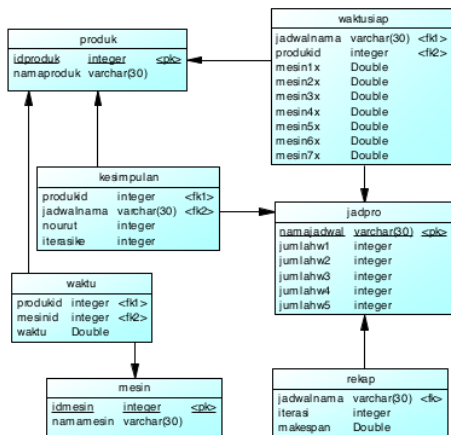 produk
idproduk integer <pk>
namaproduk varchar(30)
waktusiap
jadwalnama varchar(30) <fk1>
produkid integer <fk2>
mesin1x Double
mesin2x Double
mesin3x Double
mesin4x Double
mesin5x Double
mesin6x Double
mesin7x Double
kesimpulan
produkid integer <fk1>
jadwalnama varchar(30) <fk2>
nourut integer
iterasike integer
jadpro
namajadwal varchar(30) <pk>
jumlahw1 integer
jumlahw2 integer
jumlahw3 integer
jumlahw4 integer
jumlahw5 integer
waktu
produkid integer <fk1>
mesinid integer <fk2>
waktu Double
mesin
idmesin integer <pk>
namamesin varchar(30)
rekap
jadwalnama varchar(30) <fk>
iterasi integer
makespan Double